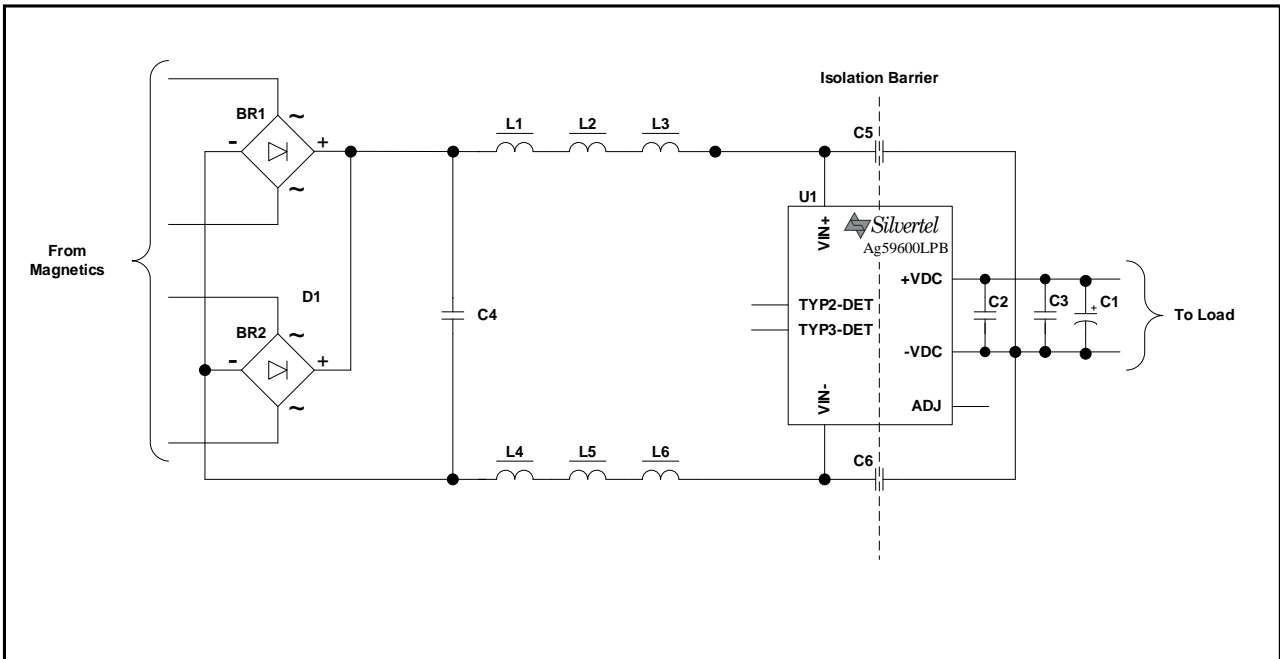 Isolation Barrier
BR1
~
-
+
~
L1
L2
L3
C5
U1
VIN+
Silvertel
Ag59600LPB
From
Magnetics
+VDC
D1
TYP2-DET
C2
C3
+
C1
To Load
C4
TYP3-DET
BR2
~
-
+
~
-VDC
VIN-
ADJ
L4
L5
L6
C6